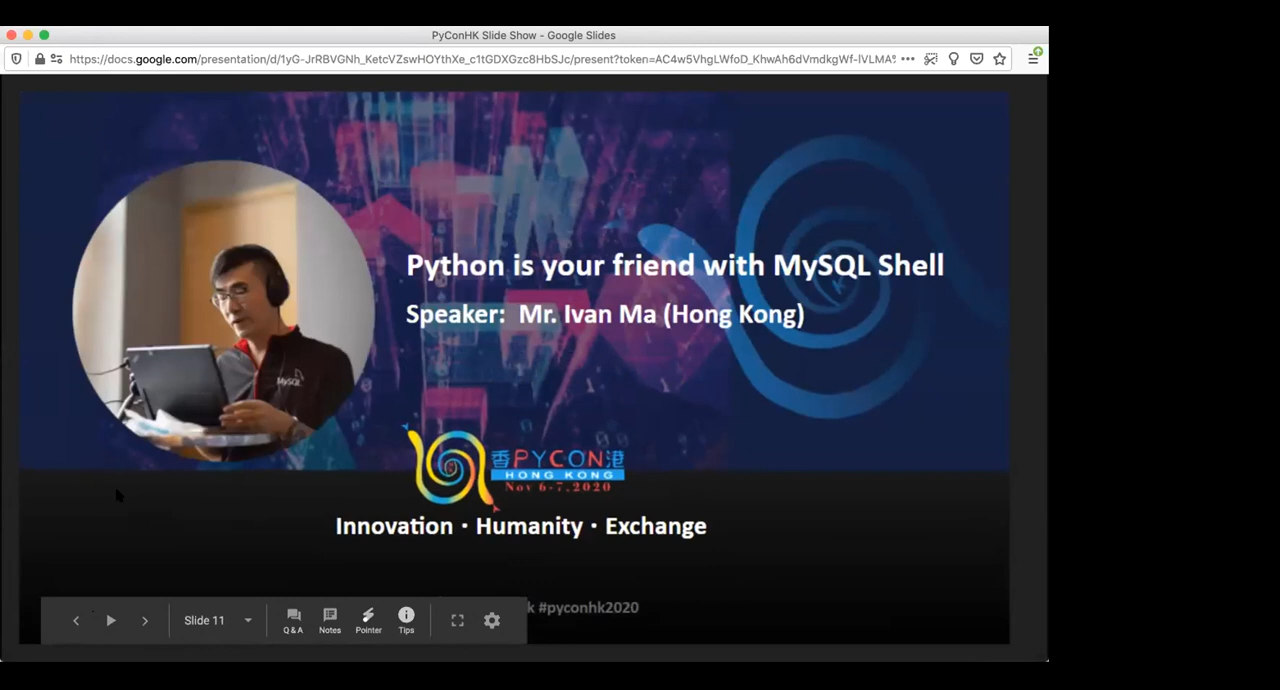 PyConHK Slide Show - Google Slides
https://docs.google.com/presentation/d/1yG-JrRBVGNh_KetcVZswHOYthXe_c1tGDXGzc8HbSJc/present?token=AC4w5VhgLWfoD_KhwAh6dVmdkgWf-lVLMA
Python is your friend with MySQL Shell
Speaker: Mr. Ivan Ma (Hong Kong)
MySQL
香PYCON港
HONG KONG
Nov 6-7.2020
Innovation · Humanity · Exchange
k #pyconhk2020
Slide 11
Q & A
Notes
Pointer
Tips